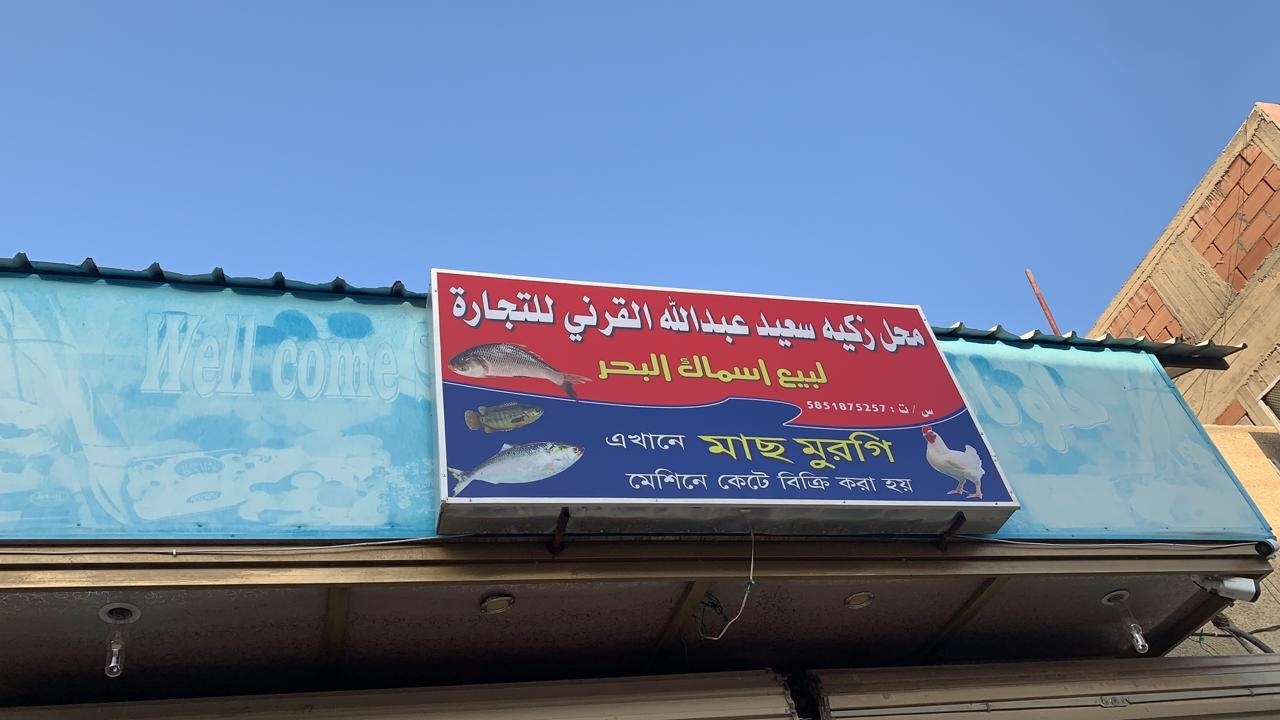 محل زكيه سعيد عبدالله القرني للتجارة
لبيع اسماك البحر
س / ت : 5851875257
এখানে মাছ মুরগি
মেশিনে কেটে বিক্রি করা হয়
Well come